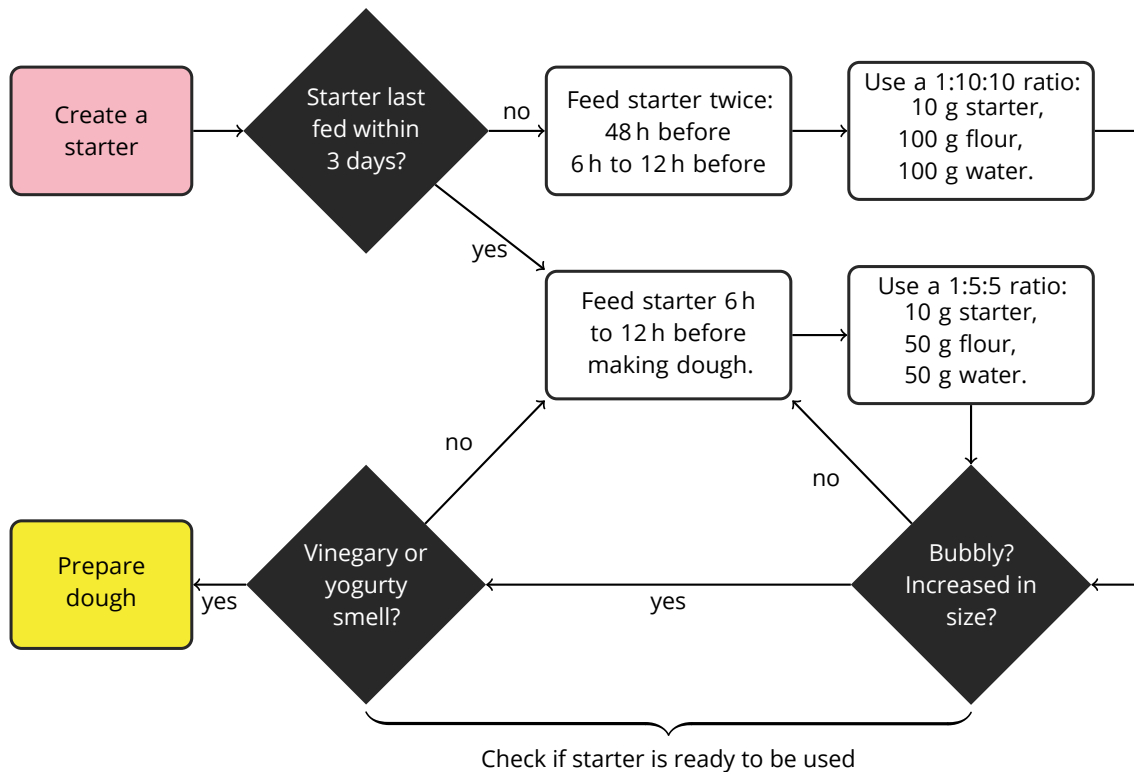 Create a
starter
Starter last
fed within
3 days?
no
Feed starter twice:
48 h before
6 h to 12 h before
Use a 1:10:10 ratio:
10 g starter,
100 g flour,
100 g water.
yes
Feed starter 6 h
to 12 h before
making dough.
Use a 1:5:5 ratio:
10 g starter,
50 g flour,
50 g water.
no
no
Prepare
dough
yes
Vinegary or
yogurty
smell?
yes
Bubbly?
Increased in
size?
Check if starter is ready to be used